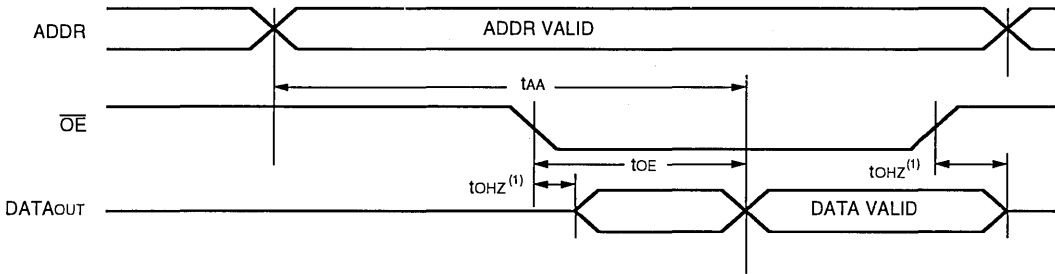 ADDR
ADDR VALID
tAA
OE
tOE
tOHZ(1)
tOHZ(1)
DATAOUT
DATA VALID